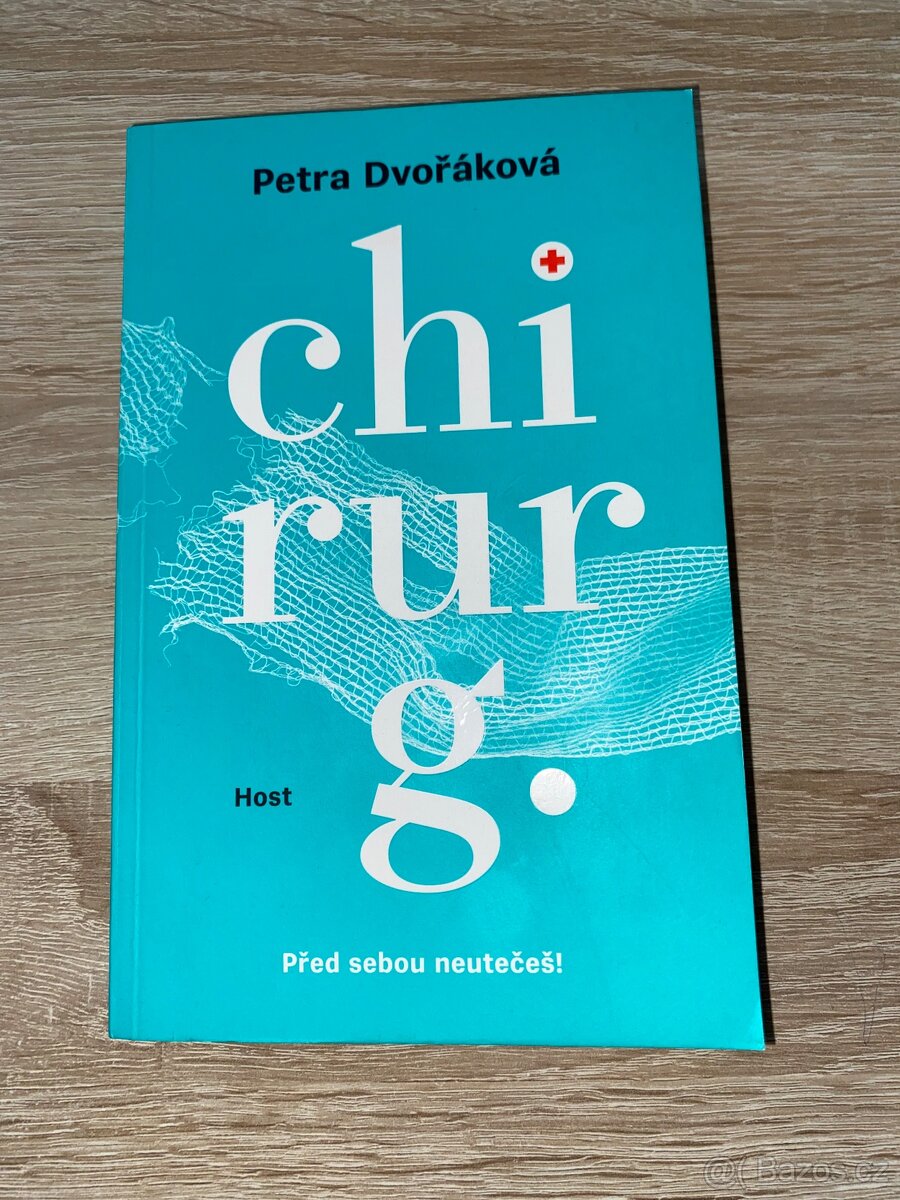 Petra Dvořáková
chi
rur
g.
Host
Před sebou neutečeš!
@( Bazos.cz